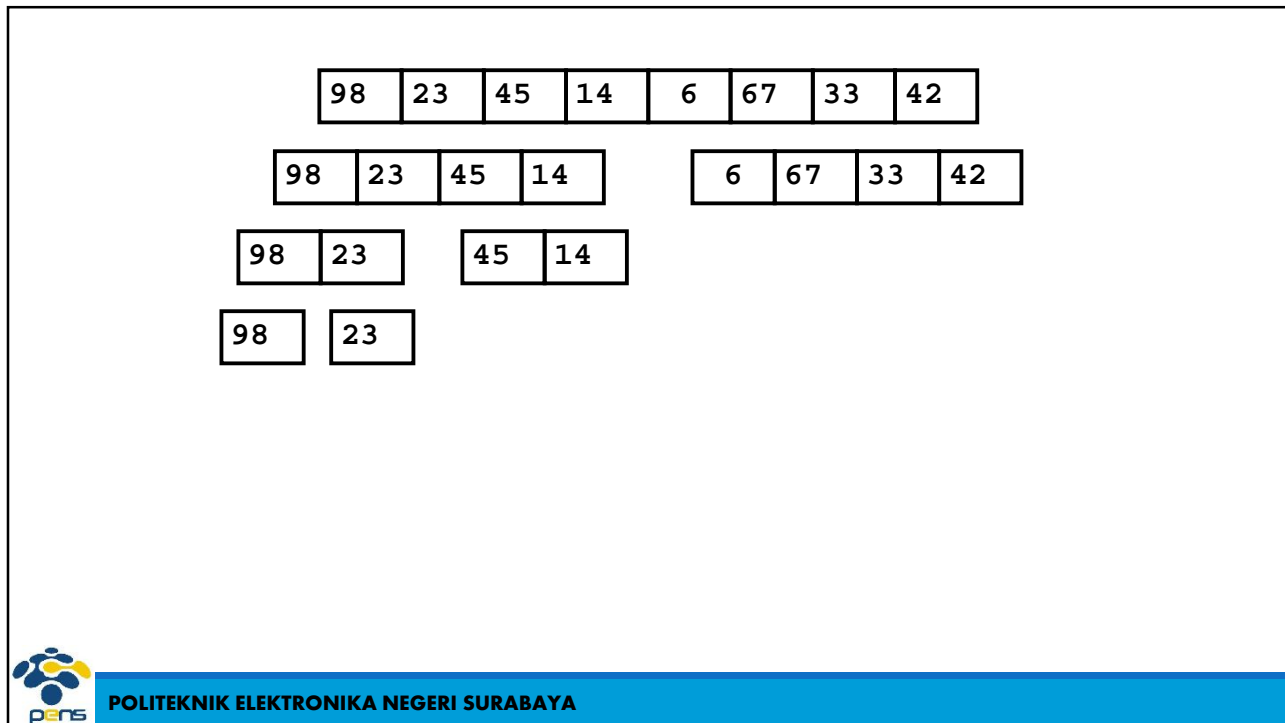 98 23 45 14 6 67 33 42
98 23 45 14 6 67 33 42
98 23 45 14
98 23
pens
POLITEKNIK ELEKTRONIKA NEGERI SURABAYA